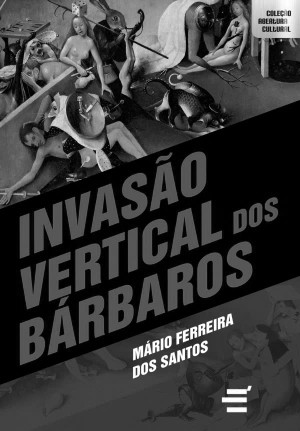 COLEÇÃO
ABERTURA
CULTURAL
INVASÃO
VERTICAL DOS
BÁRBAROS
MÁRIO FERREIRA
DOS SANTOS